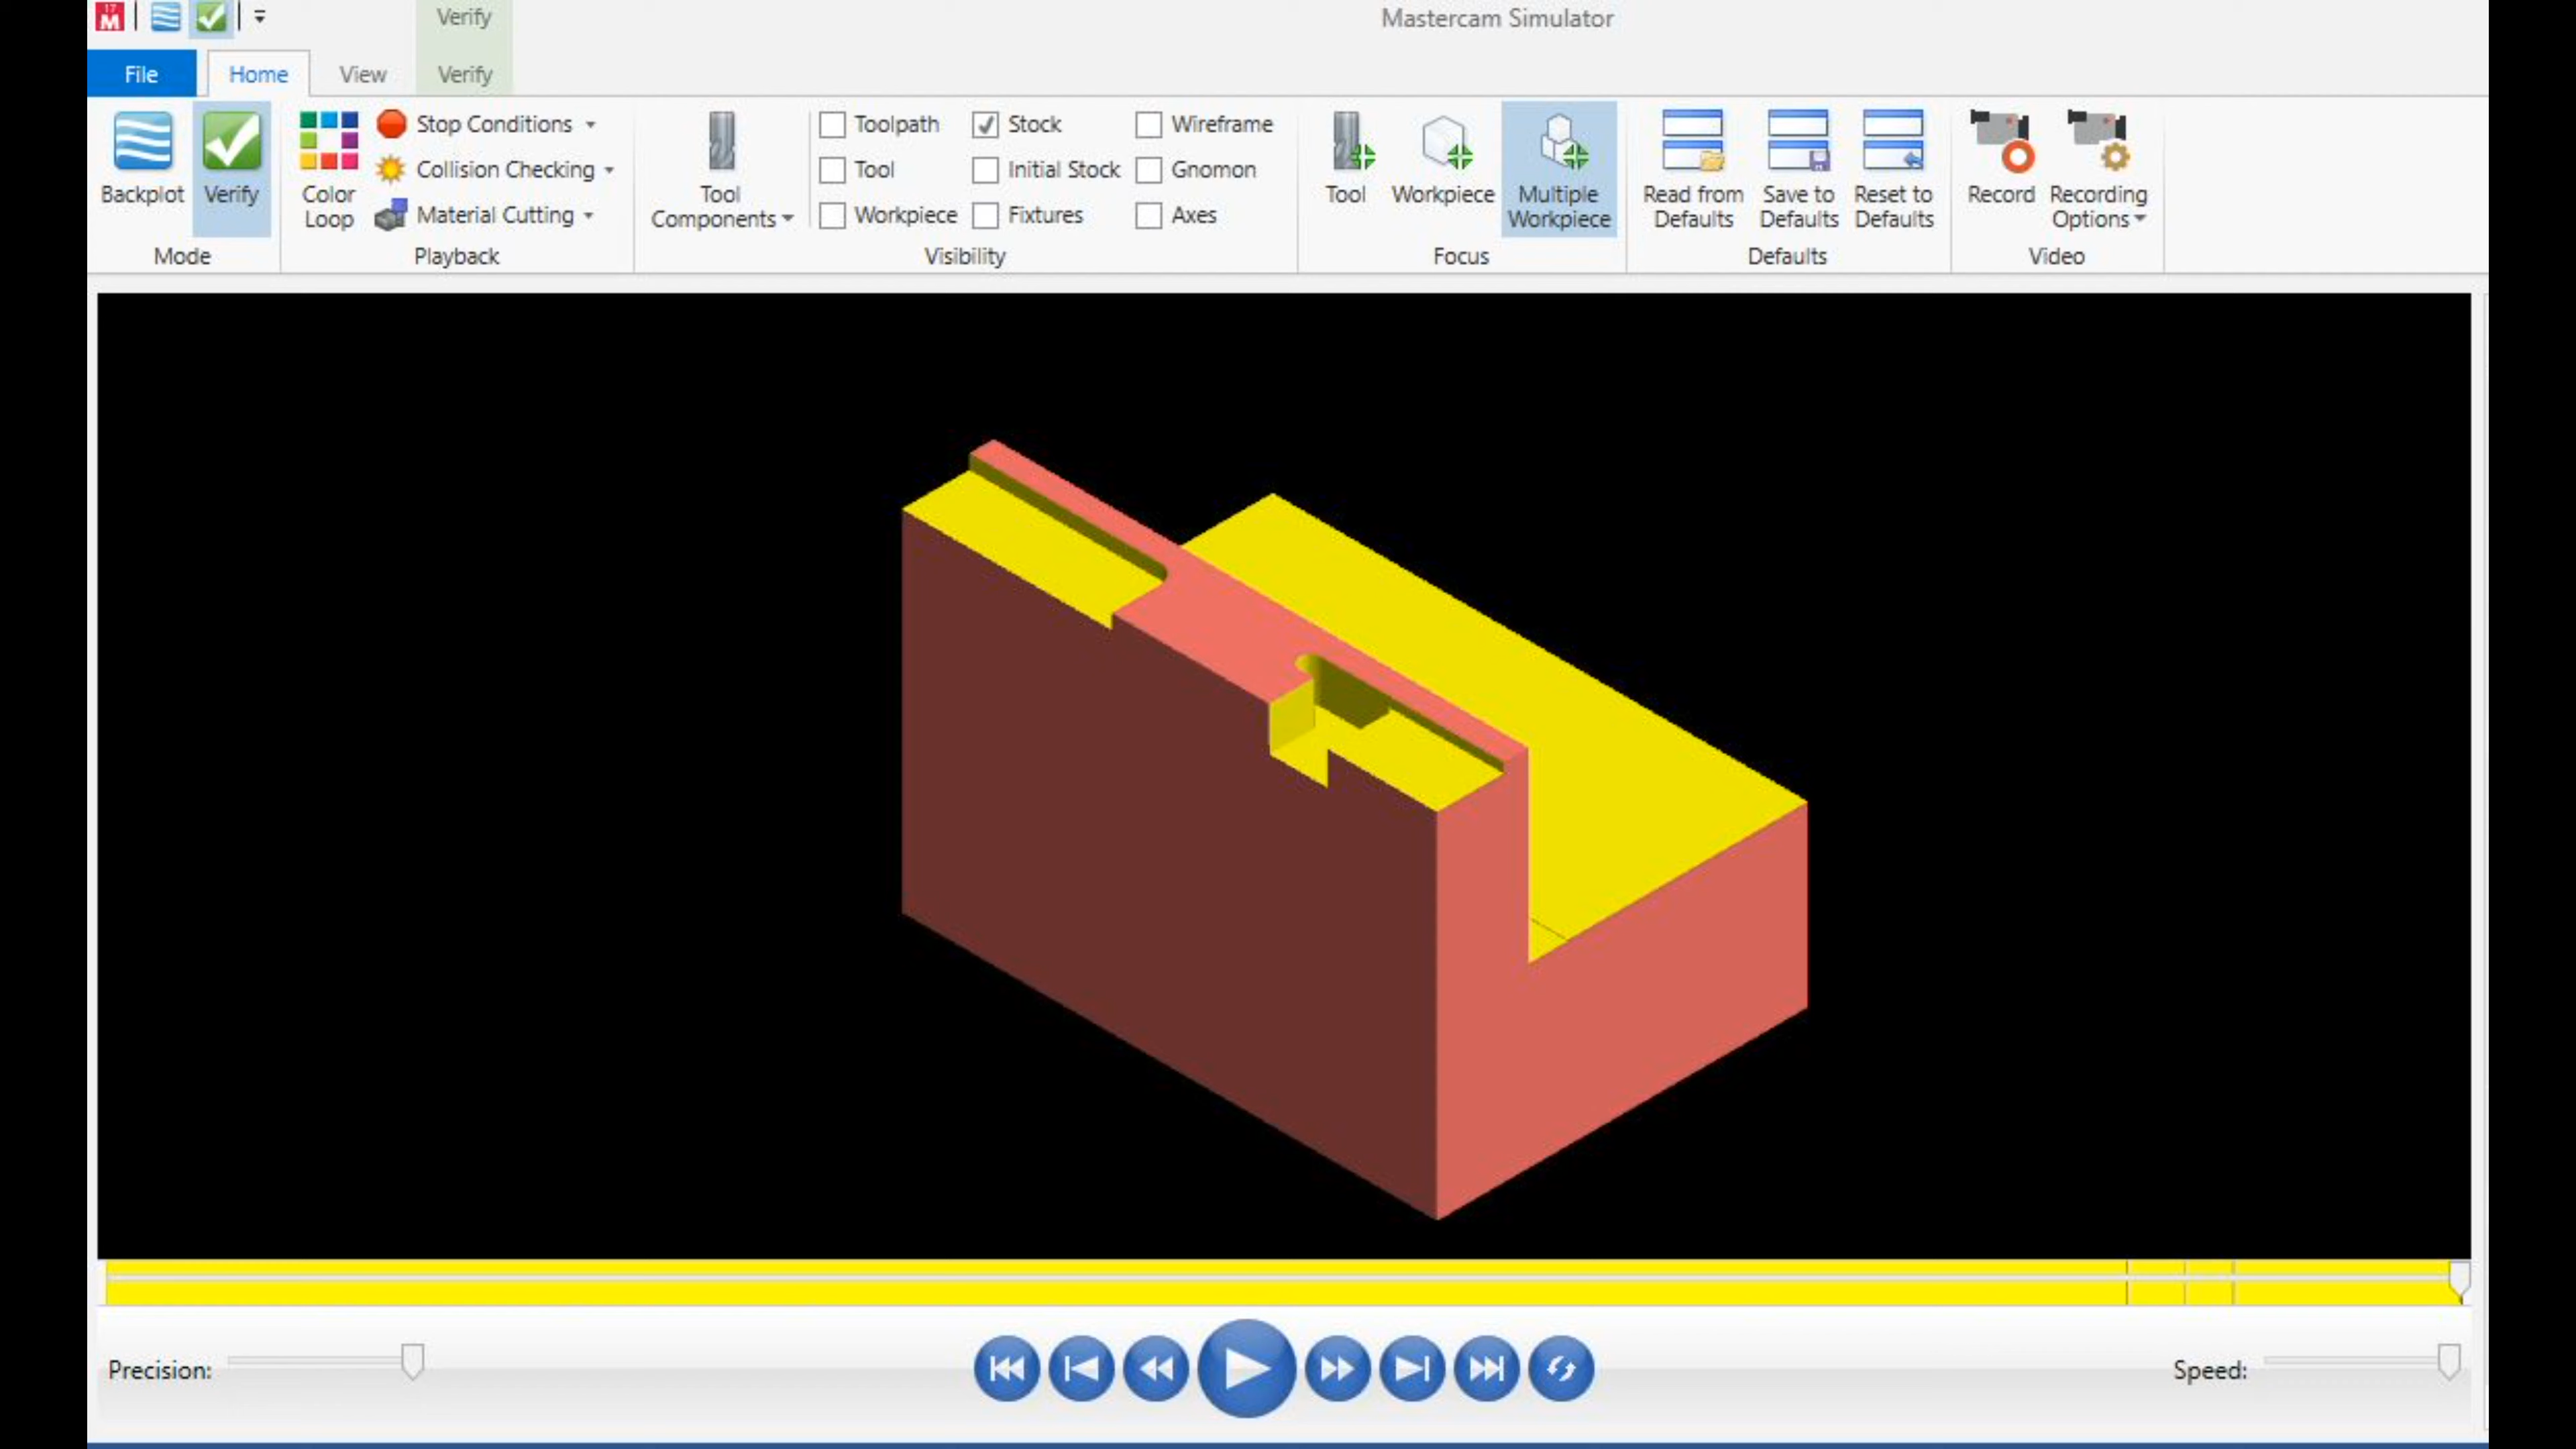 17
M
Verify
Mastercam Simulator
File Home View Verify
Backplot
Verify
Mode
Color
Loop
Stop Conditions
Collision Checking
Material Cutting
Playback
Tool
Components
Toolpath Stock Wireframe
Tool Initial Stock Gnomon
Workpiece Fixtures Axes
Visibility
Tool
Workpiece
Multiple
Workpiece
Focus
Read from
Defaults
Save to
Defaults
Reset to
Defaults
Defaults
Record
Recording
Options
Video
Precision:
Speed: